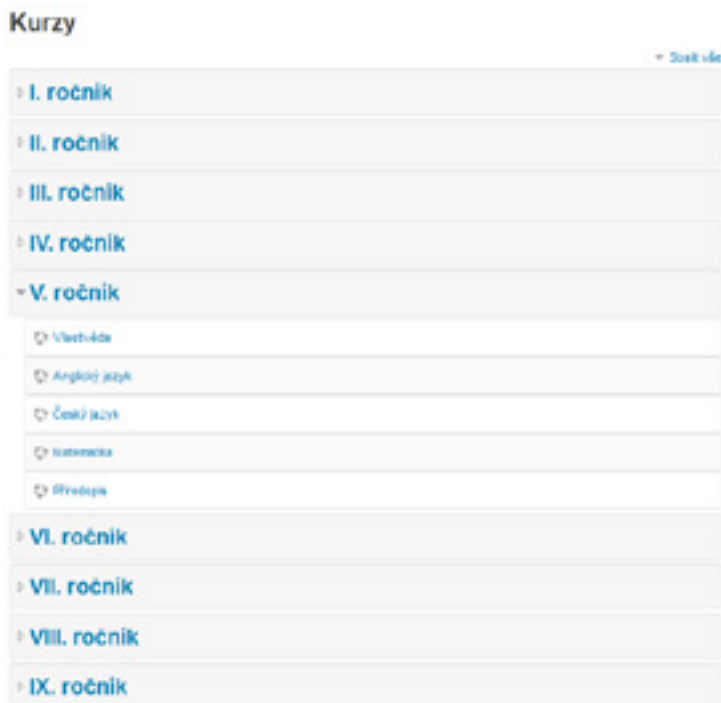 Kurzy
I. ročník
II. ročník
III. ročník
IV. ročník
V. ročník
Vlastivěda
Anglický jazyk
Český jazyk
Matematika
Přírodopis
VI. ročník
VII. ročník
VIII. ročník
IX. ročník